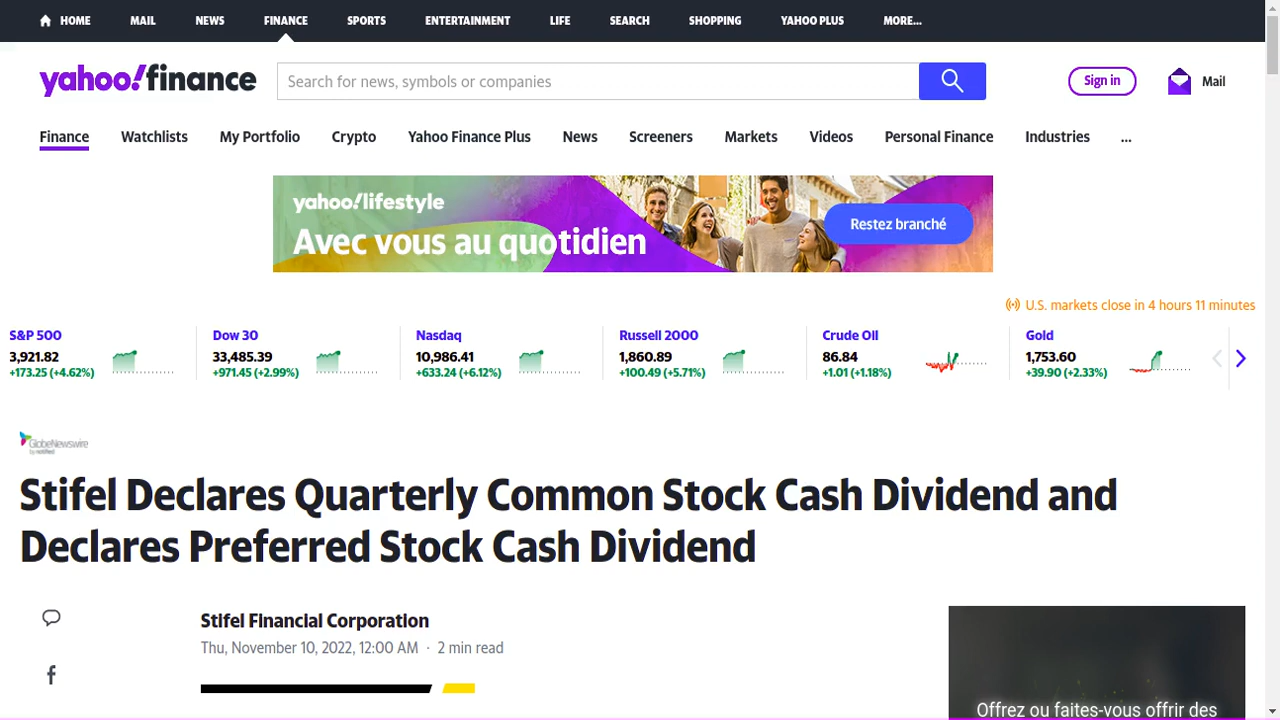 HOME MAIL NEWS FINANCE SPORTS ENTERTAINMENT LIFE SEARCH SHOPPING YAHOO PLUS MORE...
yahoo!finance
Search for news, symbols or companies
Sign in
Mail
Finance Watchlists My Portfolio Crypto Yahoo Finance Plus News Screeners Markets Videos Personal Finance Industries ...
yahoo!lifestyle
Avec vous au quotidien
Restez branché
U.S. markets close in 4 hours 11 minutes
S&P 500
3,921.82
+173.25 (+4.62%)
Dow 30
33,485.39
+971.45 (+2.99%)
Nasdaq
10,986.41
+633.24 (+6.12%)
Russell 2000
1,860.89
+100.49 (+5.71%)
Crude Oil
86.84
+1.01 (+1.18%)
Gold
1,753.60
+39.90 (+2.33%)
GlobeNewswire
by notified
Stifel Declares Quarterly Common Stock Cash Dividend and
Declares Preferred Stock Cash Dividend
Stifel Financial Corporation
Thu, November 10, 2022, 12:00 AM · 2 min read
Offrez ou faites-vous offrir des